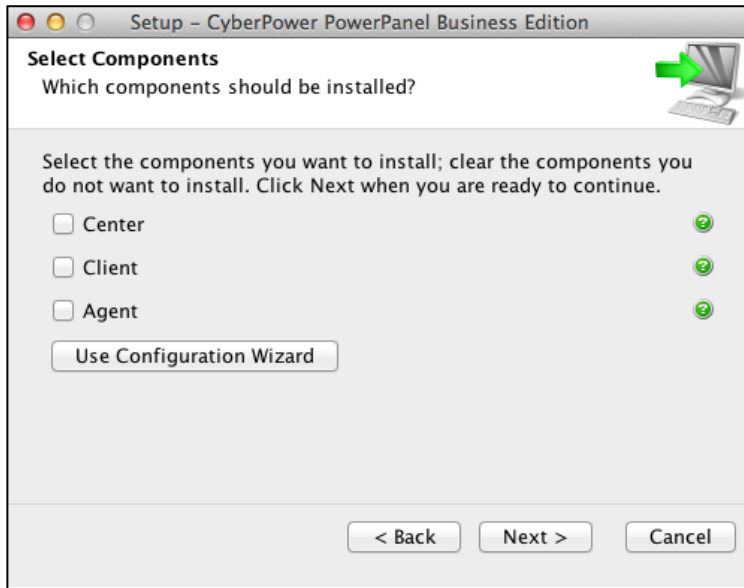 Setup – CyberPower PowerPanel Business Edition
Select Components
Which components should be installed?
Select the components you want to install; clear the components you
do not want to install. Click Next when you are ready to continue.
Center
Client
Agent
Use Configuration Wizard
< Back Next > Cancel